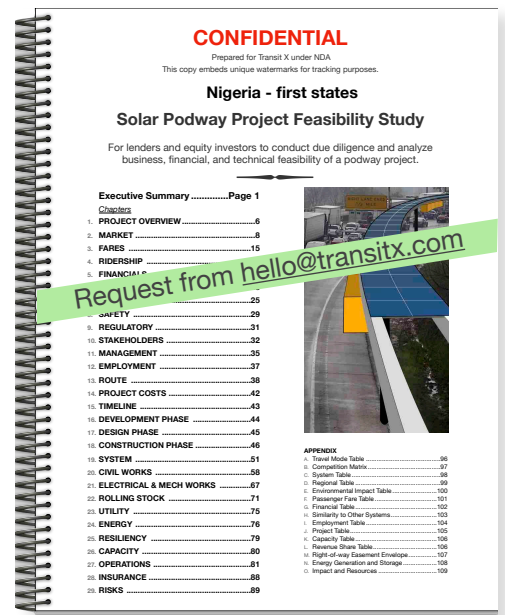 CONFIDENTIAL
Prepared for Transit X under NDA
This copy embeds unique watermarks for tracking purposes.
Nigeria - first states
Solar Podway Project Feasibility Study
For lenders and equity investors to conduct due diligence and analyze
business, financial, and technical feasibility of a podway project.
Executive Summary ..............Page 1
Chapters
1. PROJECT OVERVIEW ....................................6
2. MARKET ....................................8
3. FARES ....................................15
4. RIDERSHIP
5. FINANCIALS
Request from hello@transitx.com
25
8. SAFETY ....................................29
9. REGULATORY ....................................31
10. STAKEHOLDERS ....................................32
11. MANAGEMENT ....................................35
12. EMPLOYMENT ....................................37
13. ROUTE ....................................38
14. PROJECT COSTS ....................................42
15. TIMELINE ....................................43
16. DEVELOPMENT PHASE ....................................44
17. DESIGN PHASE ....................................45
18. CONSTRUCTION PHASE ....................................46
19. SYSTEM ....................................51
20. CIVIL WORKS ....................................58
21. ELECTRICAL & MECH WORKS ....................................67
22. ROLLING STOCK ....................................71
23. UTILITY ....................................75
24. ENERGY ....................................76
25. RESILIENCY ....................................79
26. CAPACITY ....................................80
27. OPERATIONS ....................................81
28. INSURANCE ....................................88
29. RISKS ....................................89
APPENDIX
A. Travel Mode Table ....................................96
B. Competition Matrix ....................................97
C. System Table ....................................98
D. Regional Table ....................................99
E. Environmental Impact Table ....................................100
F. Passenger Fare Table ....................................101
G. Financial Table ....................................102
H. Similarity to Other Systems ....................................103
I. Employment Table ....................................104
J. Project Table ....................................105
K. Capacity Table ....................................106
L. Revenue Share Table ....................................106
M. Right-of-way Easement Envelope ....................................107
N. Energy Generation and Storage ....................................108
O. Impact and Resources ....................................109